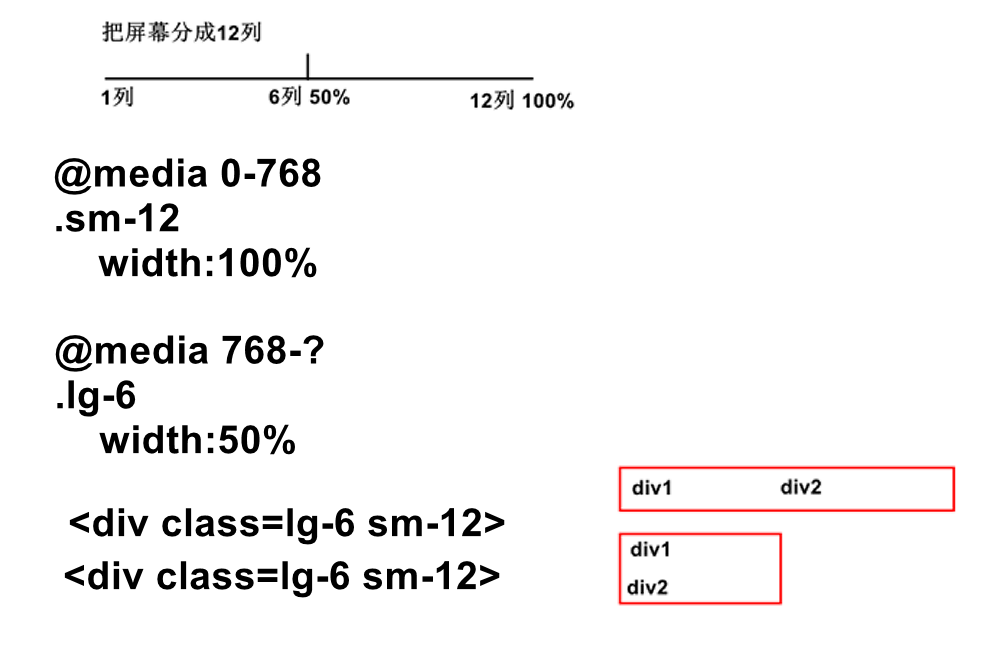 把屏幕分成12列
1列 6列 50% 12列 100%
@media 0-768
.sm-12
width:100%
@media 768-?
.lg-6
width:50%
<div class=lg-6 sm-12>
<div class=lg-6 sm-12>
div1 div2
div1
div2